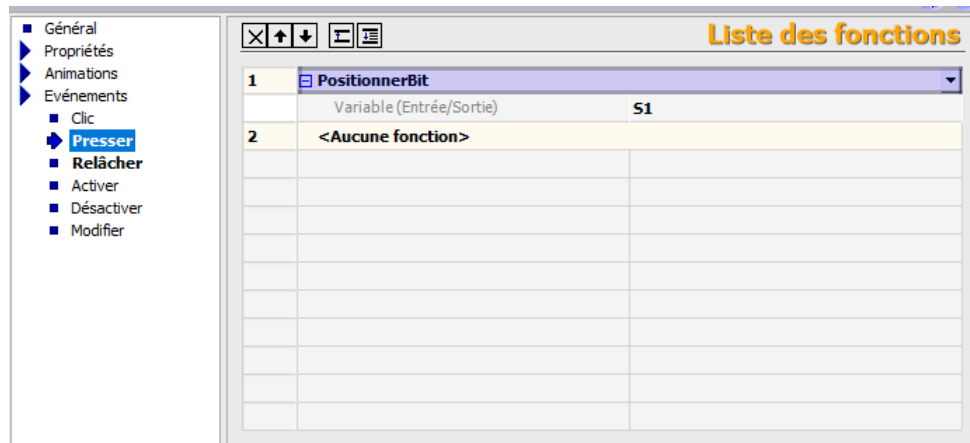 Général
Propriétés
Animations
Evénements
Clic
Presser
Relâcher
Activer
Désactiver
Modifier
Liste des fonctions
1 PositionnerBit
Variable (Entrée/Sortie) S1
2 <Aucune fonction>